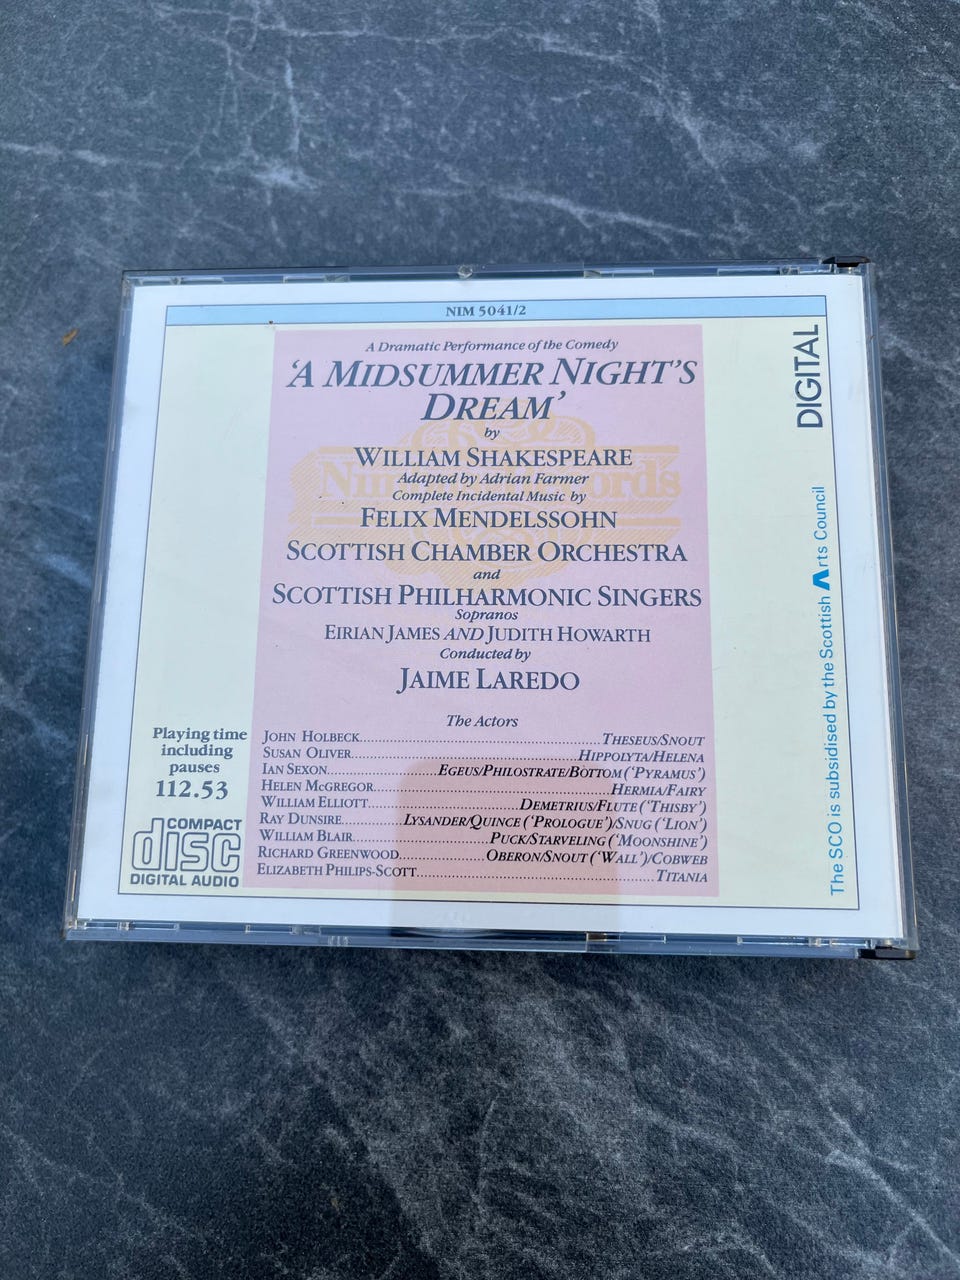 NIM 5041/2
A Dramatic Performance of the Comedy
‘A MIDSUMMER NIGHT’S
DREAM’
by
WILLIAM SHAKESPEARE
Adapted by Adrian Farmer
Complete Incidental Music by
FELIX MENDELSSOHN
SCOTTISH CHAMBER ORCHESTRA
and
SCOTTISH PHILHARMONIC SINGERS
Sopranos
EIRIAN JAMES AND JUDITH HOWARTH
Conducted by
JAIME LAREDO
The Actors
JOHN HOLBECK THESEUS/SNOUT
SUSAN OLIVER HIPPOLYTA/HELENA
IAN SEXON EGEUS/PHILOSTRATE/BOTTOM (‘PYRAMUS’)
HELEN MCGREGOR HERMIA/FAIRY
WILLIAM ELLIOTT DEMETRIUS/FLUTE (‘THISBY’)
RAY DUNSIRE LYSANDER/QUINCE (‘PROLOGUE’)/SNUG (‘LION’)
WILLIAM BLAIR PUCK/STARVELING (‘MOONSHINE’)
RICHARD GREENWOOD OBERON/SNOUT (‘WALL’)/COBWEB
ELIZABETH PHILIPS-SCOTT TITANIA
Playing time
including
pauses
112.53
COMPACT
disc
DIGITAL AUDIO
DIGITAL
The SCO is subsidised by the Scottish Arts Council